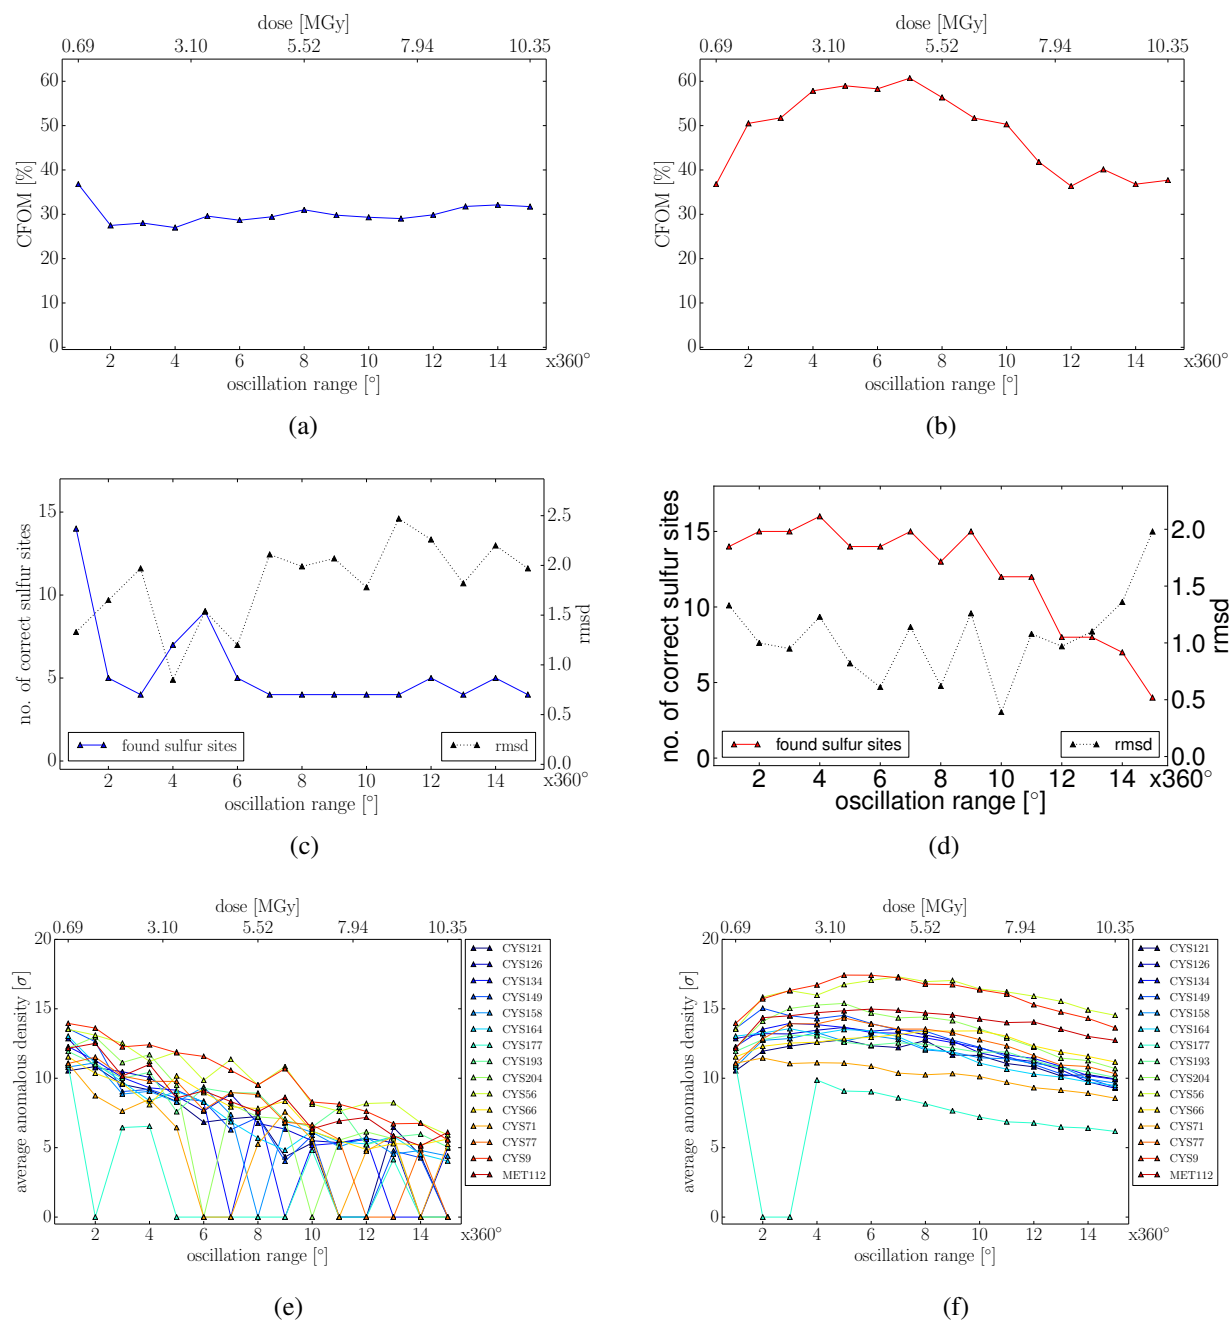 dose [MGy]
0.69 3.10 5.52 7.94 10.35
60
50
40
30
20
10
0
CFOM [%]
2 4 6 8 10 12 14 x360°
oscillation range [°]
(a)
dose [MGy]
0.69 3.10 5.52 7.94 10.35
60
50
40
30
20
10
0
CFOM [%]
2 4 6 8 10 12 14 x360°
oscillation range [°]
(b)
15
10
5
0
no. of correct sulfur sites
2.5
2.0
1.5
1.0
0.5
0.0
rmsd
found sulfur sites
rmsd
2 4 6 8 10 12 14 x360°
oscillation range [°]
(c)
15
10
5
0
no. of correct sulfur sites
2.0
1.5
1.0
0.5
0.0
rmsd
found sulfur sites
rmsd
2 4 6 8 10 12 14 x360°
oscillation range [°]
(d)
dose [MGy]
0.69 3.10 5.52 7.94 10.35
20
15
10
5
0
average anomalous density [σ]
CYS121
CYS126
CYS134
CYS149
CYS158
CYS164
CYS177
CYS193
CYS204
CYS56
CYS66
CYS71
CYS77
CYS9
MET112
2 4 6 8 10 12 14 x360°
oscillation range [°]
(e)
dose [MGy]
0.69 3.10 5.52 7.94 10.35
20
15
10
5
0
average anomalous density [σ]
CYS121
CYS126
CYS134
CYS149
CYS158
CYS164
CYS177
CYS193
CYS204
CYS56
CYS66
CYS71
CYS77
CYS9
MET112
2 4 6 8 10 12 14 x360°
oscillation range [°]
(f)